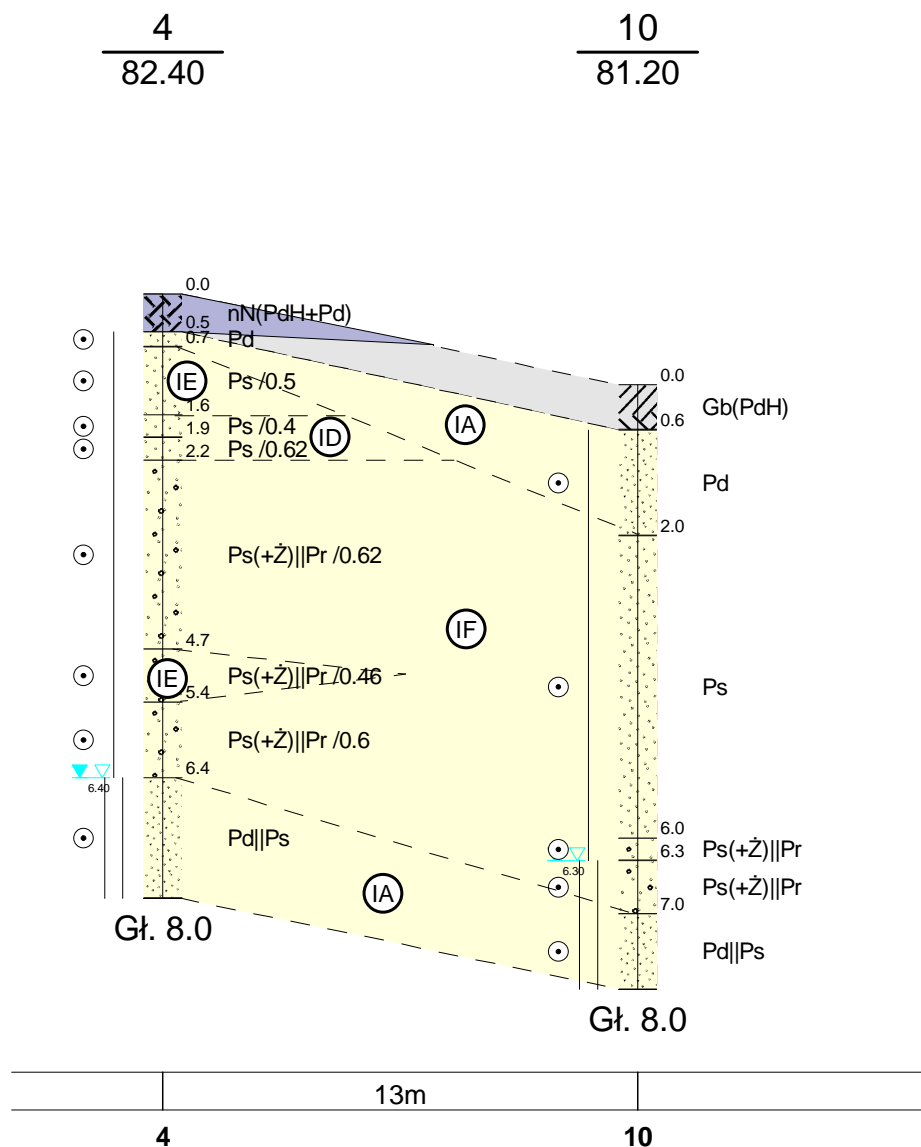 4
10
82.40
81.20
0.0
nN(PdH+Pd)
0.5
0.7
Pd
IE
Ps /0.5
1.6
1.9
Ps /0.4
ID
IA
2.2
Ps /0.62
Ps(+Ż)||Pr /0.62
IF
4.7
IE
Ps(+Ż)||Pr /0.46
5.4
Ps(+Ż)||Pr /0.6
6.4
6.40
Pd||Ps
IA
Gł. 8.0
0.0
Gb(PdH)
0.6
Pd
2.0
Ps
6.0
6.3
Ps(+Ż)||Pr
6.30
Ps(+Ż)||Pr
7.0
Pd||Ps
Gł. 8.0
13m
4
10